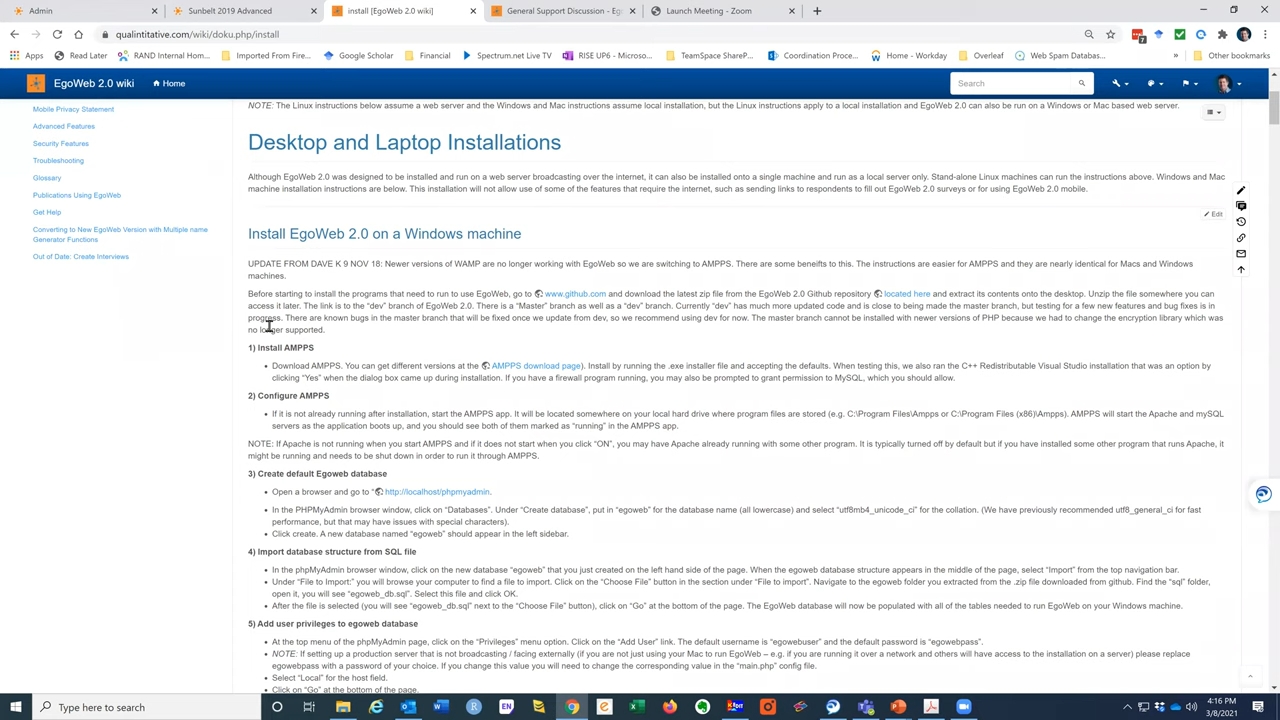 Admin
Sunbelt 2019 Advanced
install [EgoWeb 2.0 wiki]
General Support Discussion - Eg
Launch Meeting - Zoom
qualintitative.com/wiki/doku.php/install
7
Apps
Read Later
RAND Internal Hom...
Imported From Fire...
Google Scholar
Financial
Spectrum.net Live TV
RISE UP6 - Microso...
TeamSpace ShareP...
Coordination Proce...
Home - Workday
Overleaf
Web Spam Databas...
»
Other bookmarks
EgoWeb 2.0 wiki
Home
Search
Mobile Privacy Statement
Advanced Features
Security Features
Troubleshooting
Glossary
Publications Using EgoWeb
Get Help
Converting to New EgoWeb Version with Multiple name
Generator Functions
Out of Date: Create Interviews
NOTE: The Linux instructions below assume a web server and the Windows and Mac instructions assume local installation, but the Linux instructions apply to a local installation and EgoWeb 2.0 can also be run on a Windows or Mac based web server.
Desktop and Laptop Installations
Although EgoWeb 2.0 was designed to be installed and run on a web server broadcasting over the internet, it can also be installed onto a single machine and run as a local server only. Stand-alone Linux machines can run the instructions above. Windows and Mac
machine installation instructions are below. This installation will not allow use of some of the features that require the internet, such as sending links to respondents to fill out EgoWeb 2.0 surveys or for using EgoWeb 2.0 mobile.
Edit
Install EgoWeb 2.0 on a Windows machine
UPDATE FROM DAVE K 9 NOV 18: Newer versions of WAMP are no longer working with EgoWeb so we are switching to AMPPS. There are some beneifts to this. The instructions are easier for AMPPS and they are nearly identical for Macs and Windows
machines.
Before starting to install the programs that need to run to use EgoWeb, go to www.github.com and download the latest zip file from the EgoWeb 2.0 Github repository located here and extract its contents onto the desktop. Unzip the file somewhere you can
access it later. The link is to the “dev” branch of EgoWeb 2.0. There is a “Master” branch as well as a “dev” branch. Currently “dev” has much more updated code and is close to being made the master branch, but testing for a few new features and bug fixes is in
progress. There are known bugs in the master branch that will be fixed once we update from dev, so we recommend using dev for now. The master branch cannot be installed with newer versions of PHP because we had to change the encryption library which was
no longer supported.
1) Install AMPPS
• Download AMPPS. You can get different versions at the AMPPS download page). Install by running the .exe installer file and accepting the defaults. When testing this, we also ran the C++ Redistributable Visual Studio installation that was an option by
clicking “Yes” when the dialog box came up during installation. If you have a firewall program running, you may also be prompted to grant permission to MySQL, which you should allow.
2) Configure AMPPS
• If it is not already running after installation, start the AMPPS app. It will be located somewhere on your local hard drive where program files are stored (e.g. C:\Program Files\Ampps or C:\Program Files (x86)\Ampps). AMPPS will start the Apache and mySQL
servers as the application boots up, and you should see both of them marked as “running” in the AMPPS app.
NOTE: If Apache is not running when you start AMPPS and if it does not start when you click “ON”, you may have Apache already running with some other program. It is typically turned off by default but if you have installed some other program that runs Apache, it
might be running and needs to be shut down in order to run it through AMPPS.
3) Create default Egoweb database
• Open a browser and go to “ http://localhost/phpmyadmin.
• In the PHPMyAdmin browser window, click on “Databases”. Under “Create database”, put in “egoweb” for the database name (all lowercase) and select “utf8mb4_unicode_ci” for the collation. (We have previously recommended utf8_general_ci for fast
performance, but that may have issues with special characters).
• Click create. A new database named “egoweb” should appear in the left sidebar.
4) Import database structure from SQL file
• In the phpMyAdmin browser window, click on the new database “egoweb” that you just created on the left hand side of the page. When the egoweb database structure appears in the middle of the page, select “Import” from the top navigation bar.
• Under “File to Import:” you will browse your computer to find a file to import. Click on the “Choose File” button in the section under “File to import”. Navigate to the egoweb folder you extracted from the .zip file downloaded from github. Find the “sql” folder,
open it, you will see “egoweb_db.sql”. Select this file and click OK.
• After the file is selected (you will see “egoweb_db.sql” next to the “Choose File” button), click on “Go” at the bottom of the page. The EgoWeb database will now be populated with all of the tables needed to run EgoWeb on your Windows machine.
5) Add user privileges to egoweb database
• At the top menu of the phpMyAdmin page, click on the “Privileges” menu option. Click on the “Add User” link. The default username is “egowebuser” and the default password is “egowebpass”.
• NOTE: If setting up a production server that is not broadcasting / facing externally (if you are not just using your Mac to run EgoWeb – e.g. if you are running it over a network and others will have access to the installation on a server) please replace
egowebpass with a password of your choice. If you change this value you will need to change the corresponding value in the “main.php” config file.
• Select “Local” for the host field.
• Click on “Go” at the bottom of the page.
Type here to search
EN
4:16 PM
3/8/2021